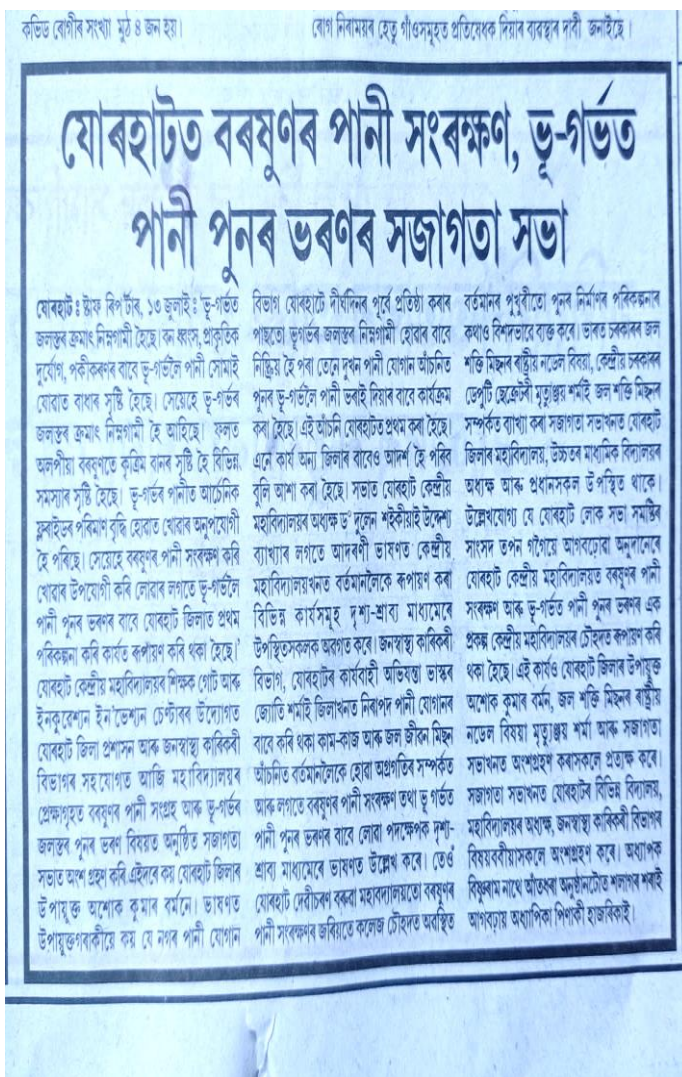 কভিড ৰোগীৰ সংখ্যা মুঠ ৪ জন হয়।
ৰোগ নিৰাময়ৰ হেতু গাঁওসমূহত প্ৰতিষেধক দিয়াৰ ব্যৱস্থাৰ দাবী জনাইছে।
যোৰহাটত বৰষুণৰ পানী সংৰক্ষণ, ভূ-গৰ্ভত
পানী পুনৰ ভৰণৰ সজাগতা সভা
যোৰহাট ঃ ষ্টাফ ৰিপ'ৰ্টাৰ, ১৩ জুলাই ঃ 'ভূ-গৰ্ভত
জলস্তৰ ক্ৰমাৎ নিম্নগামী হৈছে। বন ধ্বংস, প্ৰাকৃতিক
দুৰ্যোগ, পকীকৰণৰ বাবে ভূ-গৰ্ভলৈ পানী সোমাই
যোৱাত বাধাৰ সৃষ্টি হৈছে। সেয়েহে ভূ-গৰ্ভৰ
জলস্তৰ ক্ৰমাৎ নিম্নগামী হৈ আহিছে। ফলত
অলপীয়া বৰষুণতে কৃত্ৰিম বানৰ সৃষ্টি হৈ বিভিন্ন
সমস্যাৰ সৃষ্টি হৈছে। ভূ-গৰ্ভৰ পানীত আৰ্চেনিক
ফ্লৰাইডৰ পৰিমাণ বৃদ্ধি হোৱাত খোৱাৰ অনুপযোগী
হৈ পৰিছে। সেয়েহে বৰষুণৰ পানী সংৰক্ষণ কৰি
খোৱাৰ উপযোগী কৰি লোৱাৰ লগতে ভূ-গৰ্ভলৈ
পানী পুনৰ ভৰণৰ বাবে যোৰহাট জিলাত প্ৰথম
পৰিকল্পনা কৰি কাৰ্যত ৰূপায়ণ কৰি থকা হৈছে।'
যোৰহাট কেন্দ্ৰীয় মহাবিদ্যালয়ৰ শিক্ষক গোট আৰু
ইনকুবেশ্যন ইন'ভেশ্যন চেণ্টাৰৰ উদ্যোগত
যোৰহাট জিলা প্ৰশাসন আৰু জনস্বাস্থ্য কাৰিকৰী
বিভাগৰ সহযোগত আজি মহাবিদ্যালয়ৰ
প্ৰেক্ষাগৃহত বৰষুণৰ পানী সংগ্ৰহ আৰু ভূ-গৰ্ভৰ
জলস্তৰ পুনৰ ভৰণ বিষয়ত অনুষ্ঠিত সজাগতা
সভাত অংশ গ্ৰহণ কৰি এইদৰে কয় যোৰহাট জিলাৰ
উপায়ুক্ত অশোক কুমাৰ বৰ্মনে। ভাষণত
উপায়ুক্তগৰাকীয়ে কয় যে নগৰ পানী যোগান
বিভাগ যোৰহাটে দীৰ্ঘদিনৰ পূৰ্বে প্ৰতিষ্ঠা কৰাৰ
পাছতো ভূগৰ্ভৰ জলস্তৰ নিম্নগামী হোৱাৰ বাবে
নিষ্ক্ৰিয় হৈ পৰা তেনে দুখন পানী যোগান আঁচনিত
পুনৰ ভূ-গৰ্ভলৈ পানী ভৰাই দিয়াৰ বাবে কাৰ্যক্ৰম
কৰা হৈছে। এই আঁচনি যোৰহাটতে প্ৰথম কৰা হৈছে।
এনে কাৰ্য অন্য জিলাৰ বাবেও আদৰ্শ হৈ পৰিব
বুলি আশা কৰা হৈছে। সভাত যোৰহাট কেন্দ্ৰীয়
মহাবিদ্যালয়ৰ অধ্যক্ষ ড° দুলেন শইকীয়াই উদ্দেশ্য
ব্যাখ্যাৰ লগতে আদৰণী ভাষণত কেন্দ্ৰীয়
মহাবিদ্যালয়খনত বৰ্তমানলৈকে ৰূপায়ণ কৰা
বিভিন্ন কাৰ্যসমূহ দৃশ্য-শ্ৰাব্য মাধ্যমেৰে
উপস্থিতসকলক অৱগত কৰে। জনস্বাস্থ্য কাৰিকৰী
বিভাগ, যোৰহাটৰ কাৰ্যবাহী অভিযন্তা ভাস্কৰ
জ্যোতি শৰ্মাই জিলাখনত নিৰাপদ পানী যোগানৰ
বাবে কৰি থকা কাম-কাজ আৰু জল জীৱন মিছন
আঁচনিত বৰ্তমানলৈকে হোৱা অগ্ৰগতিৰ সম্পৰ্কত
আৰু লগতে বৰষুণৰ পানী সংৰক্ষণ তথা ভূ গৰ্ভত
পানী পুনৰ ভৰণৰ বাবে লোৱা পদক্ষেপক দৃশ্য-
শ্ৰাব্য মাধ্যমেৰে ভাষণত উল্লেখ কৰে। তেওঁ
যোৰহাট দেবীচৰণ বৰুৱা মহাবিদ্যালয়তো বৰষুণৰ
পানী সংৰক্ষণৰ জৰিয়তে কলেজ চৌহদত অৱস্থিত
বৰ্তমানৰ পুখুৰীতো পুনৰ নিৰ্মাণৰ পৰিকল্পনাৰ
কথাও বিশদভাবে ব্যক্ত কৰে। ভাৰত চৰকাৰৰ জল
শক্তি মিছনৰ ৰাষ্ট্ৰীয় নডেল বিষয়া, কেন্দ্ৰীয় চৰকাৰৰ
ডেপুটি ছেক্ৰেটৰী মৃত্যুঞ্জয় শৰ্মাই জল শক্তি মিছনৰ
সম্পৰ্কত ব্যাখ্যা কৰা সজাগতা সভাখনত যোৰহাট
জিলাৰ মহাবিদ্যালয়, উচ্চতৰ মাধ্যমিক বিদ্যালয়ৰ
অধ্যক্ষ আৰু প্ৰধানসকল উপস্থিত থাকে।
উল্লেখযোগ্য যে যোৰহাট লোক সভা সমষ্টিৰ
সাংসদ তপন গগৈয়ে আগবঢ়োৱা অনুদানেৰে
যোৰহাট কেন্দ্ৰীয় মহাবিদ্যালয়ত বৰষুণৰ পানী
সংৰক্ষণ আৰু ভূ-গৰ্ভত পানী পুনৰ ভৰণৰ এক
প্ৰকল্প কেন্দ্ৰীয় মহাবিদ্যালয়ৰ চৌহদত ৰূপায়ণ কৰি
থকা হৈছে। এই কাৰ্যও যোৰহাট জিলাৰ উপায়ুক্ত
অশোক কুমাৰ বৰ্মন, জল শক্তি মিছনৰ ৰাষ্ট্ৰীয়
নডেল বিষয়া মৃত্যুঞ্জয় শৰ্মা আৰু সজাগতা
সভাখনত অংশগ্ৰহণ কৰাসকলে প্ৰত্যক্ষ কৰে।
সজাগতা সভাখনত যোৰহাটৰ বিভিন্ন বিদ্যালয়,
মহাবিদ্যালয়ৰ অধ্যক্ষ, জনস্বাস্থ্য কাৰিকৰী বিভাগৰ
বিষয়ববীয়াসকলে অংশগ্ৰহণ কৰে। অধ্যাপক
বিষ্ণুৰাম নাথে আঁতধৰা অনুষ্ঠানটোত শলাগৰ শৰাই
আগবঢ়ায় অধ্যাপিকা পিণাকী হাজৰিকাই।